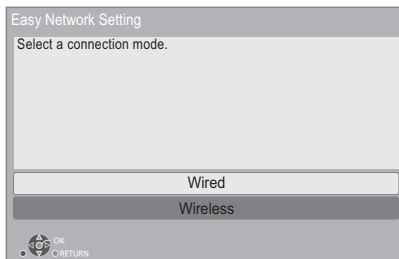 Easy Network Setting
Select a connection mode.
Wired
Wireless
OK
RETURN